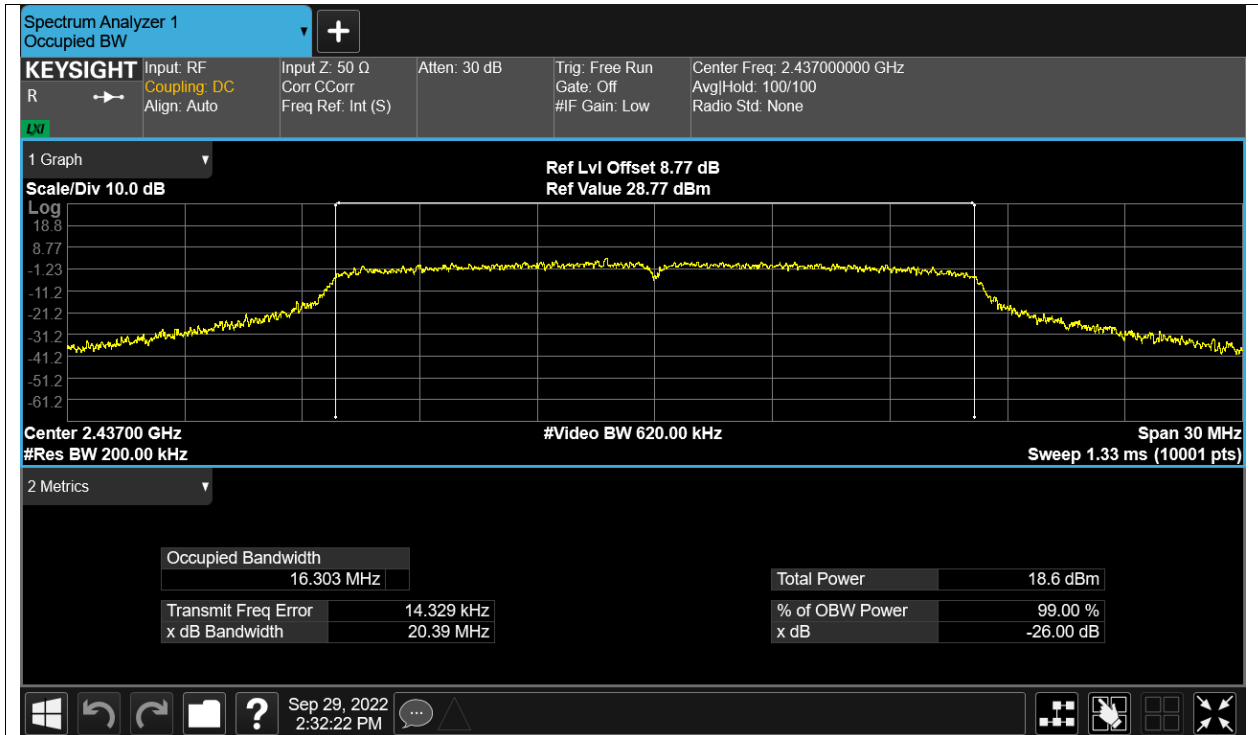 Spectrum Analyzer 1
Occupied BW
KEYSIGHT
R
LXI
Input: RF
Coupling: DC
Align: Auto
Input Z: 50 Ω
Corr CCorr
Freq Ref: Int (S)
Atten: 30 dB
Trig: Free Run
Gate: Off
#IF Gain: Low
Center Freq: 2.437000000 GHz
Avg|Hold: 100/100
Radio Std: None
1 Graph
Scale/Div 10.0 dB
Ref Lvl Offset 8.77 dB
Ref Value 28.77 dBm
Log
18.8
8.77
-1.23
-11.2
-21.2
-31.2
-41.2
-51.2
-61.2
Center 2.43700 GHz
#Res BW 200.00 kHz
#Video BW 620.00 kHz
Span 30 MHz
Sweep 1.33 ms (10001 pts)
2 Metrics
Occupied Bandwidth
16.303 MHz
Transmit Freq Error 14.329 kHz
x dB Bandwidth 20.39 MHz
Total Power 18.6 dBm
% of OBW Power 99.00 %
x dB -26.00 dB
?
Sep 29, 2022
2:32:22 PM